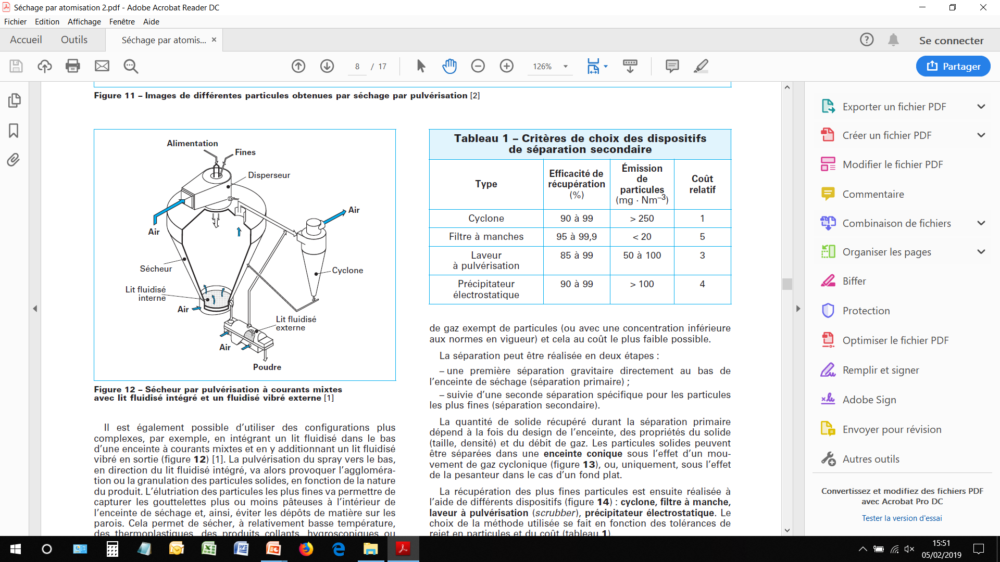 Séchage par atomisation 2.pdf - Adobe Acrobat Reader DC
Fichier Edition Affichage Fenêtre Aide
Accueil Outils Séchage par atomis... ×
Se connecter
8 / 17
126%
Partager
Figure 11 – Images de différentes particules obtenues par séchage par pulvérisation [2]
Alimentation
Fines
Disperseur
Air
Air
Sécheur
Cyclone
Lit fluidisé
interne
Air
Lit fluidisé
externe
Air
Poudre
Figure 12 – Sécheur par pulvérisation à courants mixtes
avec lit fluidisé intégré et un fluidisé vibré externe [1]
Il est également possible d’utiliser des configurations plus
complexes, par exemple, en intégrant un lit fluidisé dans le bas
d’une enceinte à courants mixtes et en y additionnant un lit fluidisé
vibré en sortie (figure 12) [1]. La pulvérisation du spray vers le bas,
en direction du lit fluidisé intégré, va alors provoquer l’aggloméra-
tion ou la granulation des particules solides, en fonction de la nature
du produit. L’élutriation des particules les plus fines va permettre de
capturer les gouttelettes plus ou moins pâteuses à l’intérieur de
l’enceinte de séchage et, ainsi, éviter les dépôts de matière sur les
parois. Cela permet de sécher, à relativement basse température,
des thermoplastiques, des produits collants, hygroscopiques ou
Tableau 1 – Critères de choix des dispositifs
de séparation secondaire
Type
Efficacité de
récupération
(%)
Émission
de
particules
(mg · Nm–3)
Coût
relatif
Cyclone 90 à 99 > 250 1
Filtre à manches 95 à 99,9 < 20 5
Laveur
à pulvérisation 85 à 99 50 à 100 3
Précipitateur
électrostatique 90 à 99 > 100 4
de gaz exempt de particules (ou avec une concentration inférieure
aux normes en vigueur) et cela au coût le plus faible possible.
La séparation peut être réalisée en deux étapes :
– une première séparation gravitaire directement au bas de
l’enceinte de séchage (séparation primaire) ;
– suivie d’une seconde séparation spécifique pour les particules
les plus fines (séparation secondaire).
La quantité de solide récupéré durant la séparation primaire
dépend à la fois du design de l’enceinte, des propriétés du solide
(taille, densité) et du débit de gaz. Les particules solides peuvent
être séparées dans une enceinte conique sous l’effet d’un mou-
vement de gaz cyclonique (figure 13), ou, uniquement, sous l’effet
de la pesanteur dans le cas d’un fond plat.
La récupération des plus fines particules est ensuite réalisée à
l’aide de différents dispositifs (figure 14) : cyclone, filtre à manche,
laveur à pulvérisation (scrubber), précipitateur électrostatique. Le
choix de la méthode utilisée se fait en fonction des tolérances de
rejet en particules et du coût (tableau 1)
Exporter un fichier PDF
Créer un fichier PDF
Modifier le fichier PDF
Commentaire
Combinaison de fichiers
Organiser les pages
Biffer
Protection
Optimiser le fichier PDF
Remplir et signer
Adobe Sign
Envoyer pour révision
Autres outils
Convertissez et modifiez des fichiers PDF
avec Acrobat Pro DC
Tester la version d'essai
15:51
05/02/2019